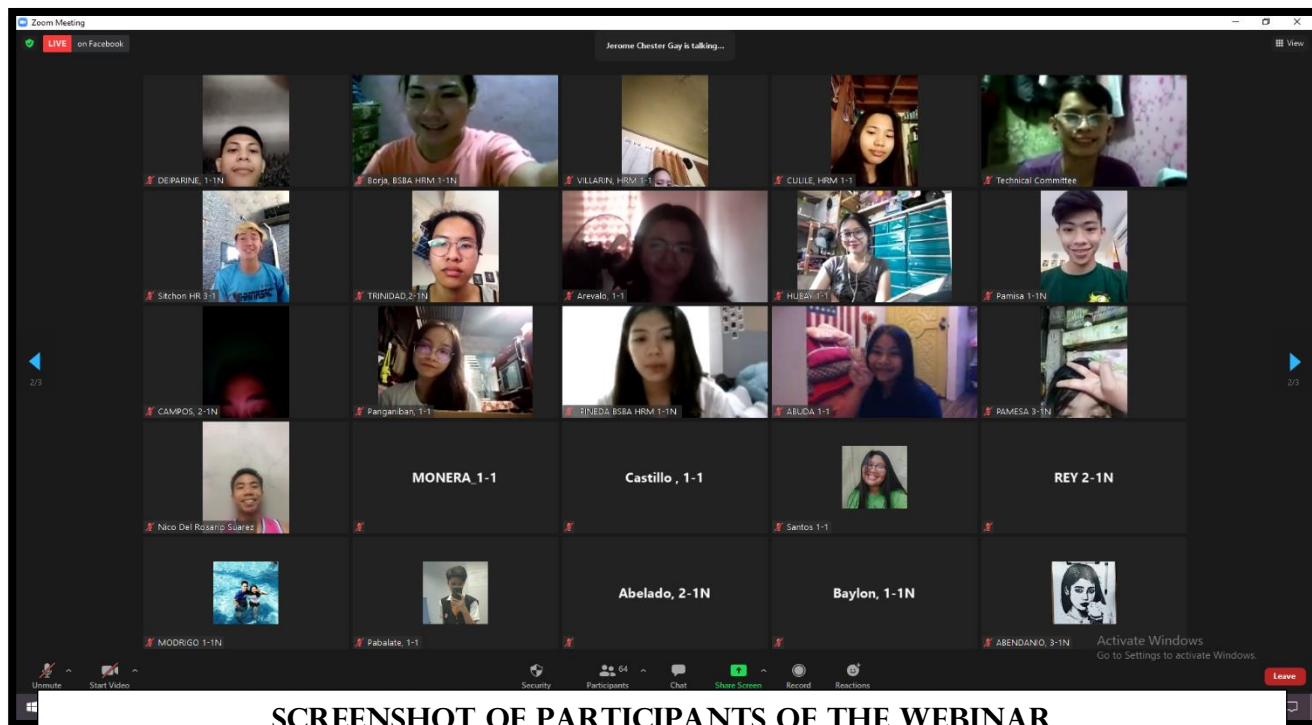 Zoom Meeting
LIVE on Facebook
Jerome Chester Gay is talking...
View
DEIPARINE, 1-1N
Borja, BSBA HRM 1-1N
VILLARIN, HRM 1-1
CULILE, HRM 1-1
Technical Committee
Sitchon HR 3-1
TRINIDAD,2-1N
Arevalo, 1-1
HUBAY 1-1
Pamisa 1-1N
2/3
2/3
CAMPOS, 2-1N
Panganiban, 1-1
PINEDA BSBA HRM 1-1N
ABUDA 1-1
PAMESA 3-1N
MONERA_1-1
Castillo , 1-1
REY 2-1N
Nico Del Rosario Suarez
Santos 1-1
Abelado, 2-1N
Baylon, 1-1N
MODRIGO 1-1N
Pabalate, 1-1
ABENDANIO, 3-1N
Activate Windows
Go to Settings to activate Windows.
Unmute
Start Video
Security
Participants 64
Chat
Share Screen
Record
Reactions
Leave
SCREENSHOT OF PARTICIPANTS OF THE WEBINAR